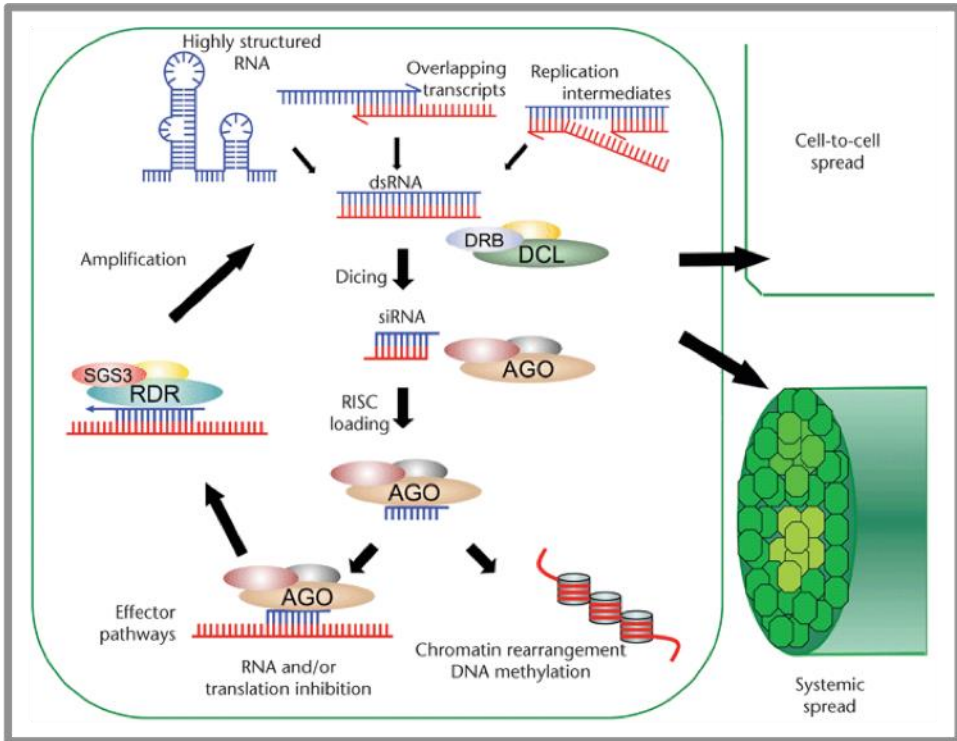 Highly structured
RNA
Overlapping
transcripts
Replication
intermediates
Cell-to-cell
spread
dsRNA
DRB
DCL
Amplification
Dicing
siRNA
AGO
SGS3
RDR
RISC
loading
AGO
AGO
Effector
pathways
RNA and/or
translation inhibition
Chromatin rearrangement
DNA methylation
Systemic
spread